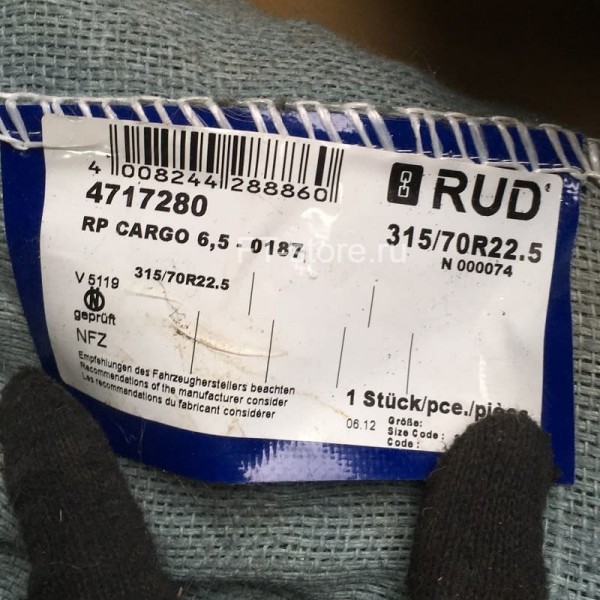 4 008244 288860
RUD
4717280
RP CARGO 6,5 - 0187
315/70R22.5
N 000074
V 5119
315/70R22.5
geprüft
NFZ
Empfehlungen des Fahrzeugherstellers beachten
Recommendations of the manufacturer consider
Les recommandations du fabricant considérer
1 Stück/pce./pièce
06.12
Größe:
Size Code:
Code: